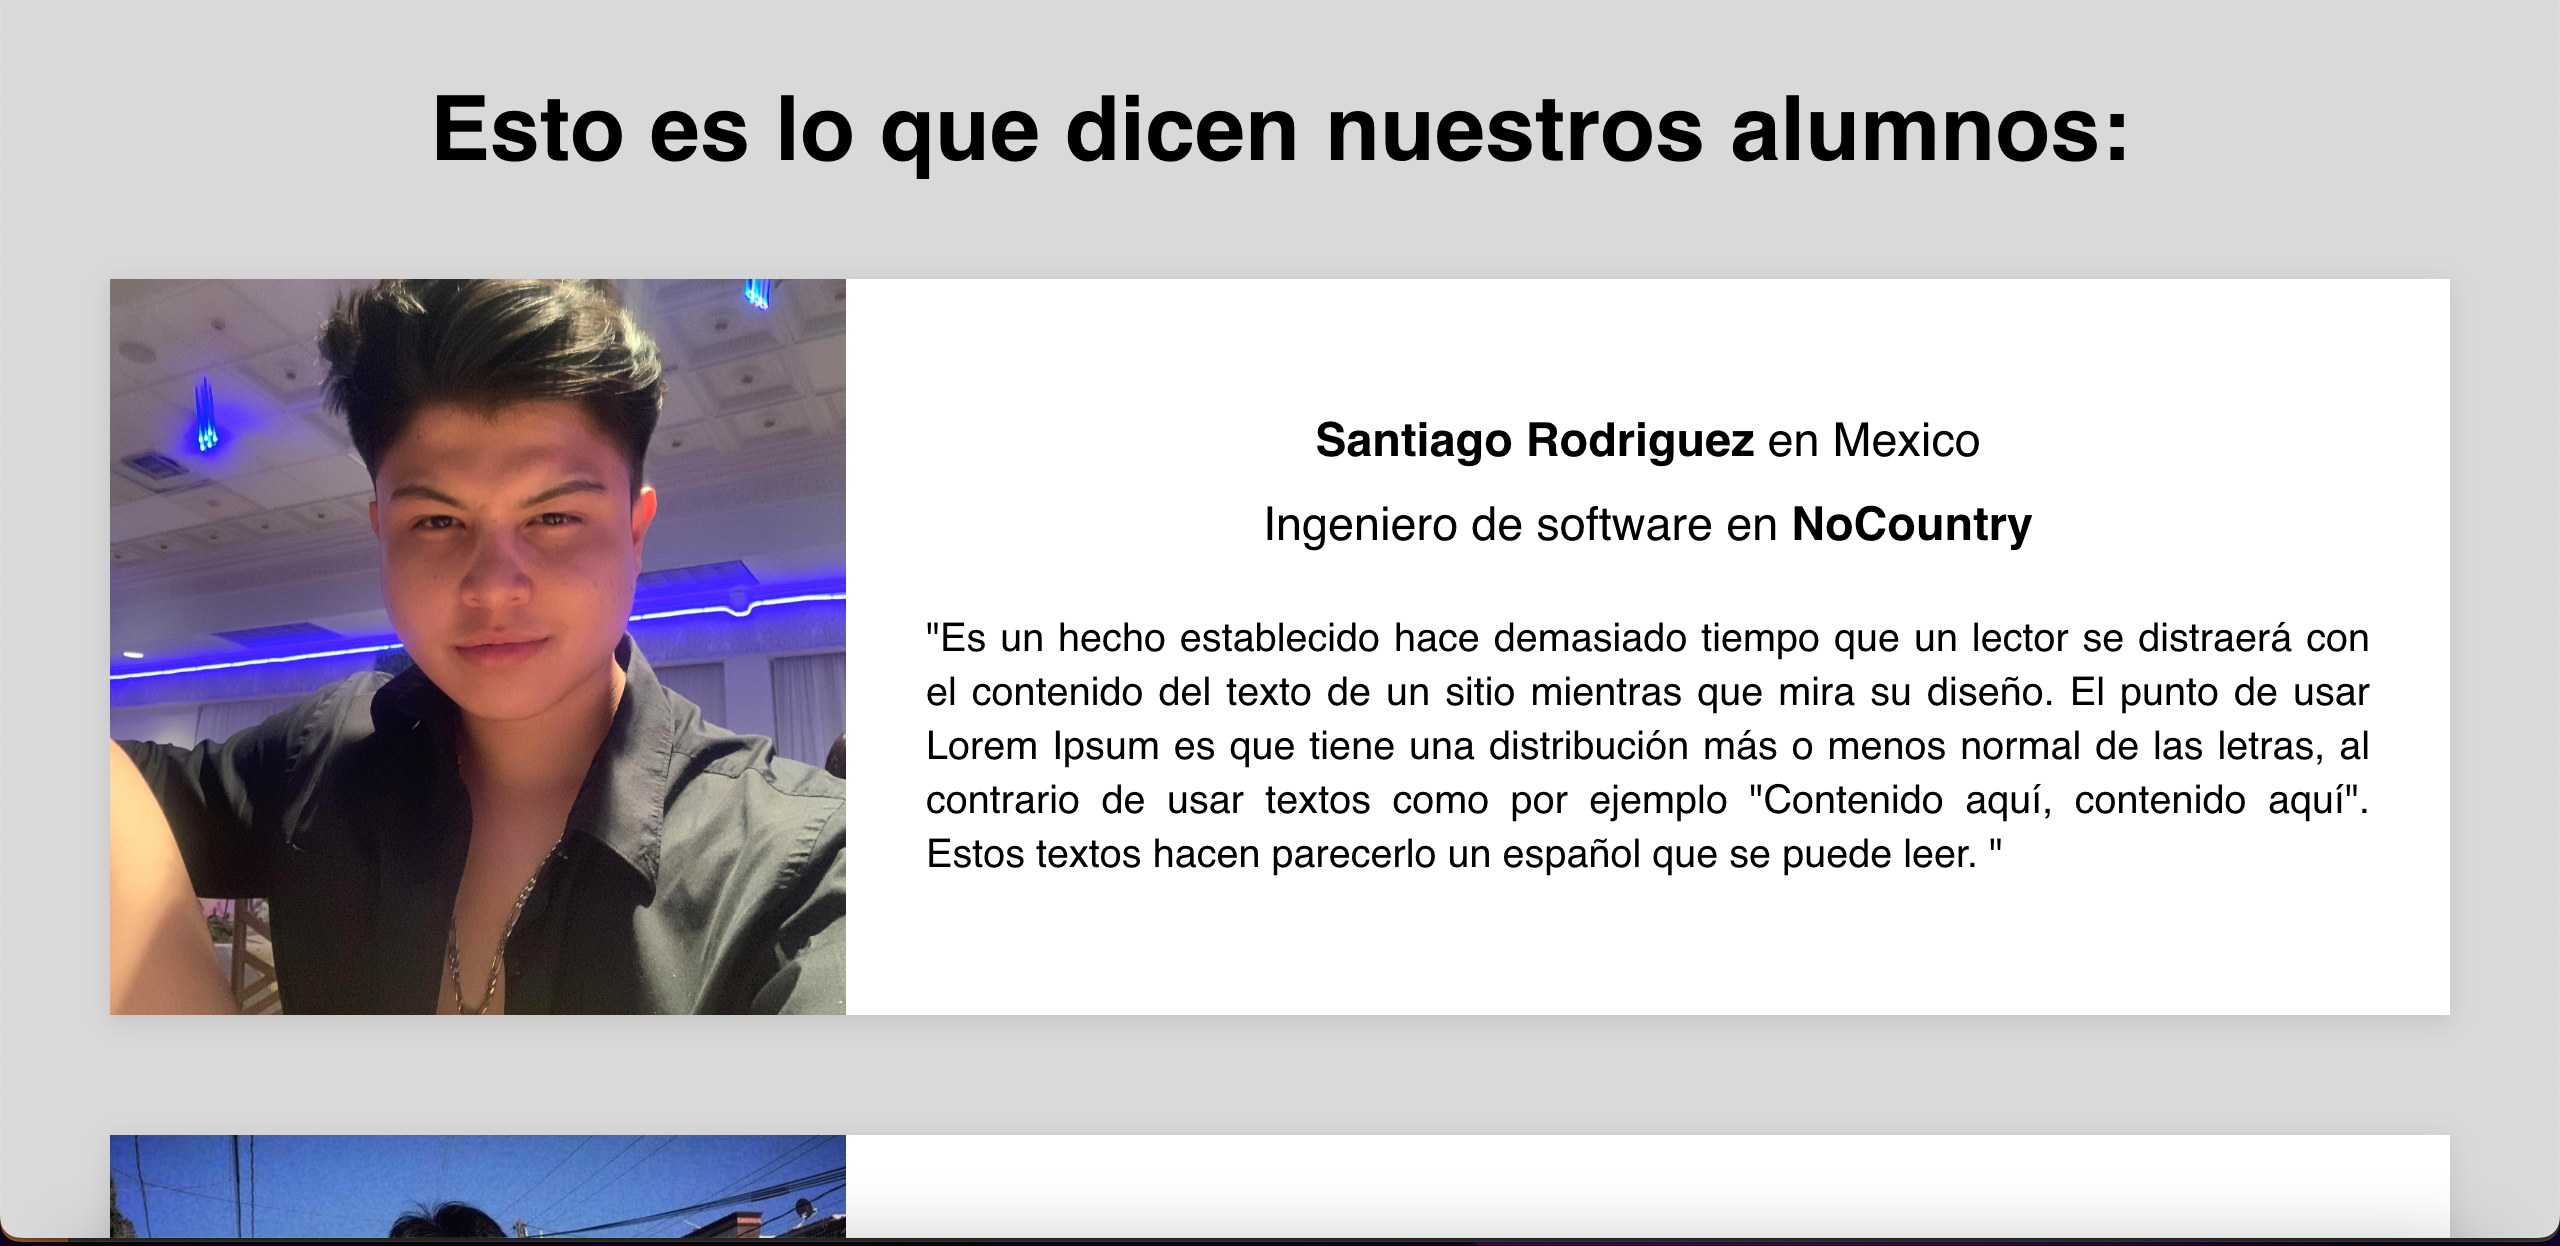 Esto es lo que dicen nuestros alumnos:
Santiago Rodriguez en Mexico
Ingeniero de software en NoCountry
"Es un hecho establecido hace demasiado tiempo que un lector se distraerá con
el contenido del texto de un sitio mientras que mira su diseño. El punto de usar
Lorem Ipsum es que tiene una distribución más o menos normal de las letras, al
contrario de usar textos como por ejemplo "Contenido aquí, contenido aquí".
Estos textos hacen parecerlo un español que se puede leer. "